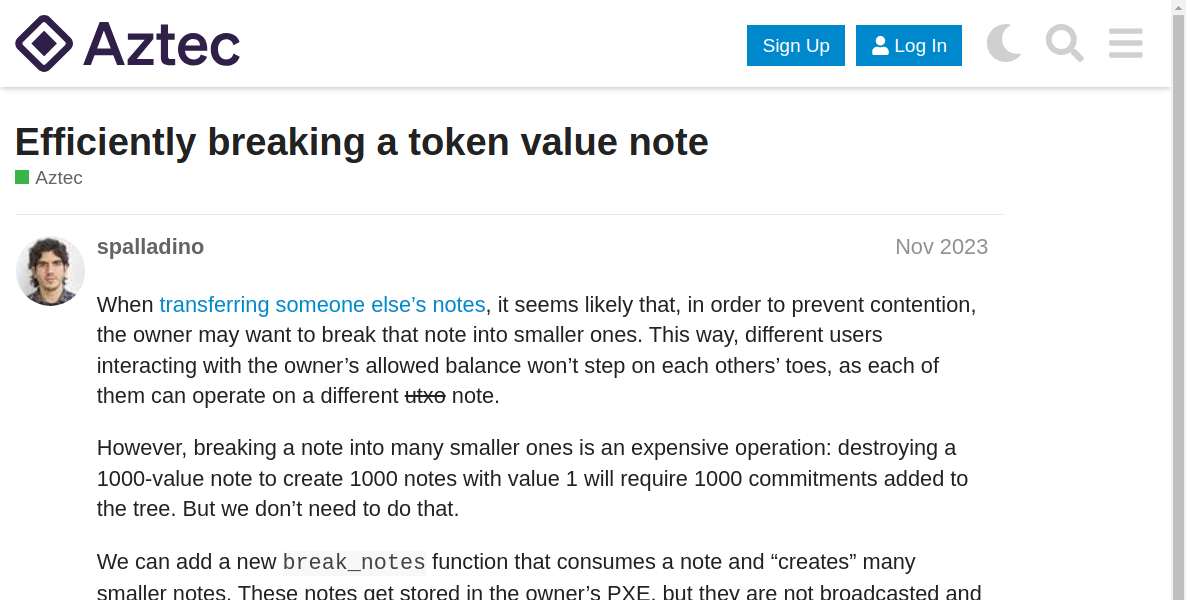 Aztec
Sign Up
Log In
Efficiently breaking a token value note
Aztec
spalladino
Nov 2023
When transferring someone else’s notes, it seems likely that, in order to prevent contention,
the owner may want to break that note into smaller ones. This way, different users
interacting with the owner’s allowed balance won’t step on each others’ toes, as each of
them can operate on a different utxo note.
However, breaking a note into many smaller ones is an expensive operation: destroying a
1000-value note to create 1000 notes with value 1 will require 1000 commitments added to
the tree. But we don’t need to do that.
We can add a new break_notes function that consumes a note and “creates” many
smaller notes. These notes get stored in the owner’s PXE, but they are not broadcasted and